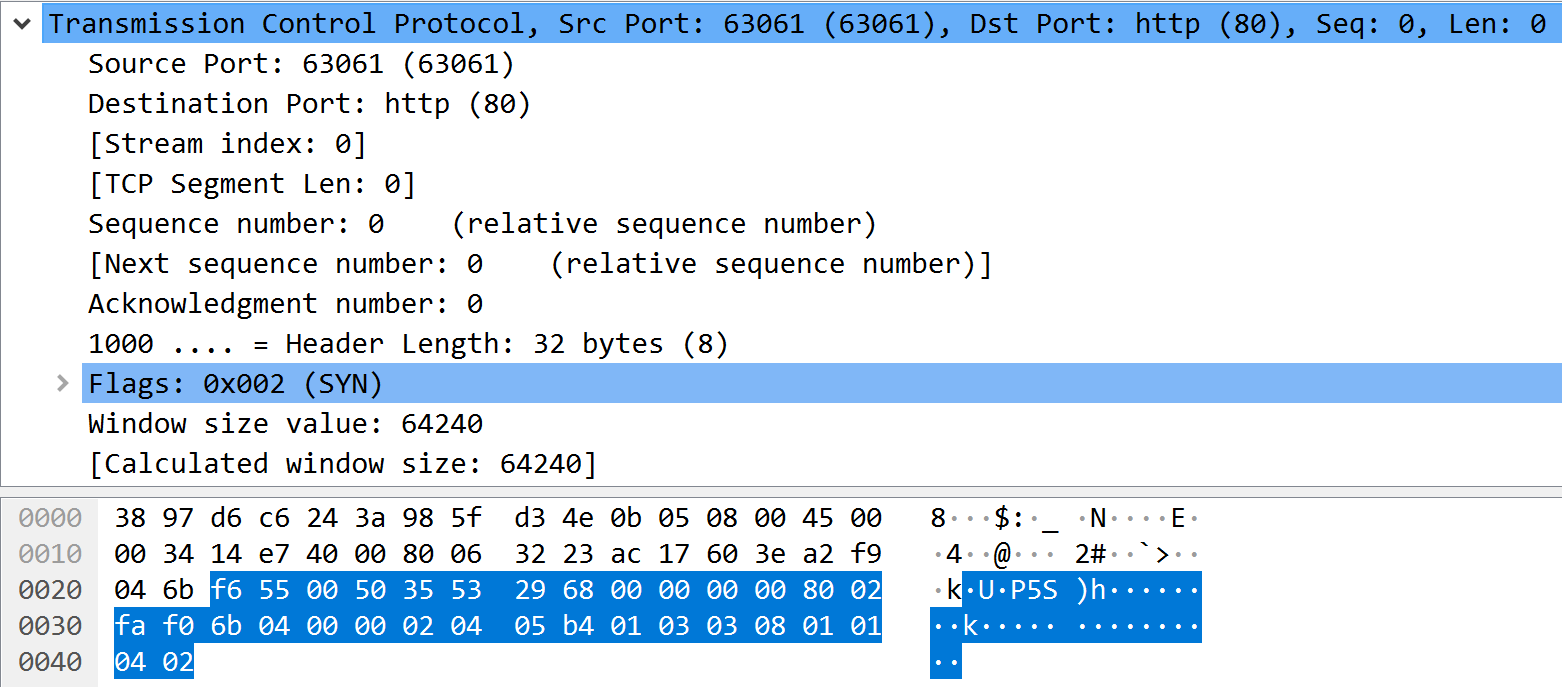 Transmission Control Protocol, Src Port: 63061 (63061), Dst Port: http (80), Seq: 0, Len: 0
Source Port: 63061 (63061)
Destination Port: http (80)
[Stream index: 0]
[TCP Segment Len: 0]
Sequence number: 0    (relative sequence number)
[Next sequence number: 0    (relative sequence number)]
Acknowledgment number: 0
1000 .... = Header Length: 32 bytes (8)
Flags: 0x002 (SYN)
Window size value: 64240
[Calculated window size: 64240]
0000 38 97 d6 c6 24 3a 98 5f d3 4e 0b 05 08 00 45 00 8···$:·_ ·N····E·
0010 00 34 14 e7 40 00 80 06 32 23 ac 17 60 3e a2 f9 ·4··@··· 2#··`>··
0020 04 6b f6 55 00 50 35 53 29 68 00 00 00 00 80 02 ·k·U·P5S )h······
0030 fa f0 6b 04 00 00 02 04 05 b4 01 03 03 08 01 01 ··k····· ········
0040 04 02 ··